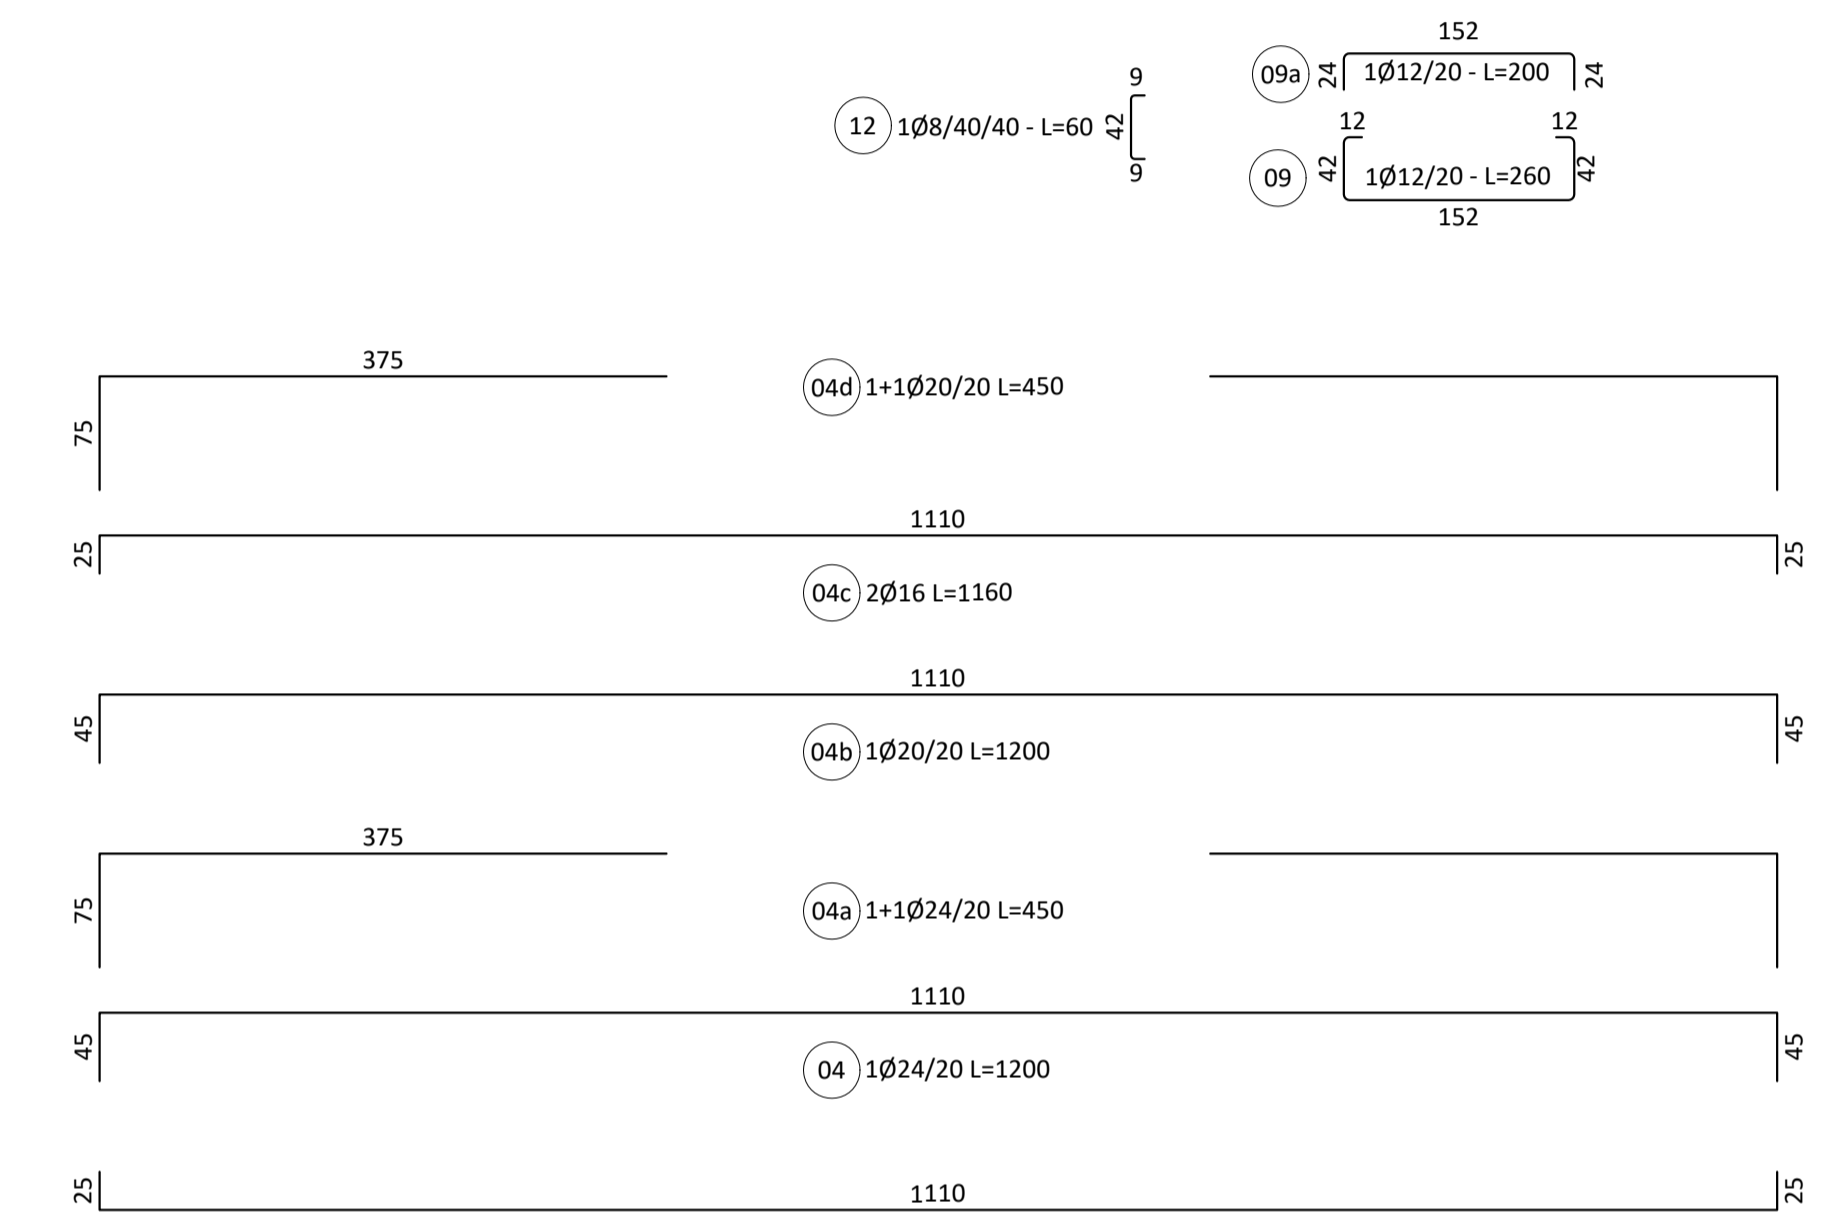 152
09a 24 1Ø12/20 - L=200 24
9
12 1Ø8/40/40 - L=60 42
9
12 12
09 42 1Ø12/20 - L=260 42
152
375
04d 1+1Ø20/20 L=450
75
1110
25 25
04c 2Ø16 L=1160
1110
45 45
04b 1Ø20/20 L=1200
375
75
04a 1+1Ø24/20 L=450
1110
45 45
04 1Ø24/20 L=1200
25 1110 25